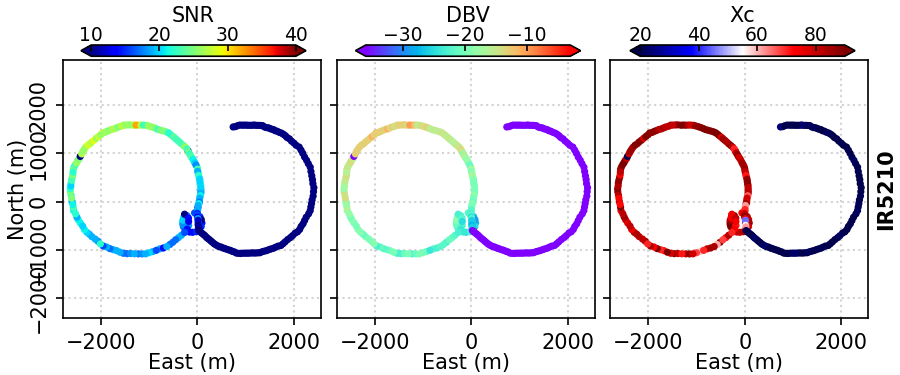 SNR DBV Xc
10 20 30 40 −30 −20 −10 20 40 60 80
North (m)
2000
1000
0
−1000
−2000
IR5210
−2000 0 2000 −2000 0 2000 −2000 0 2000
East (m) East (m) East (m)